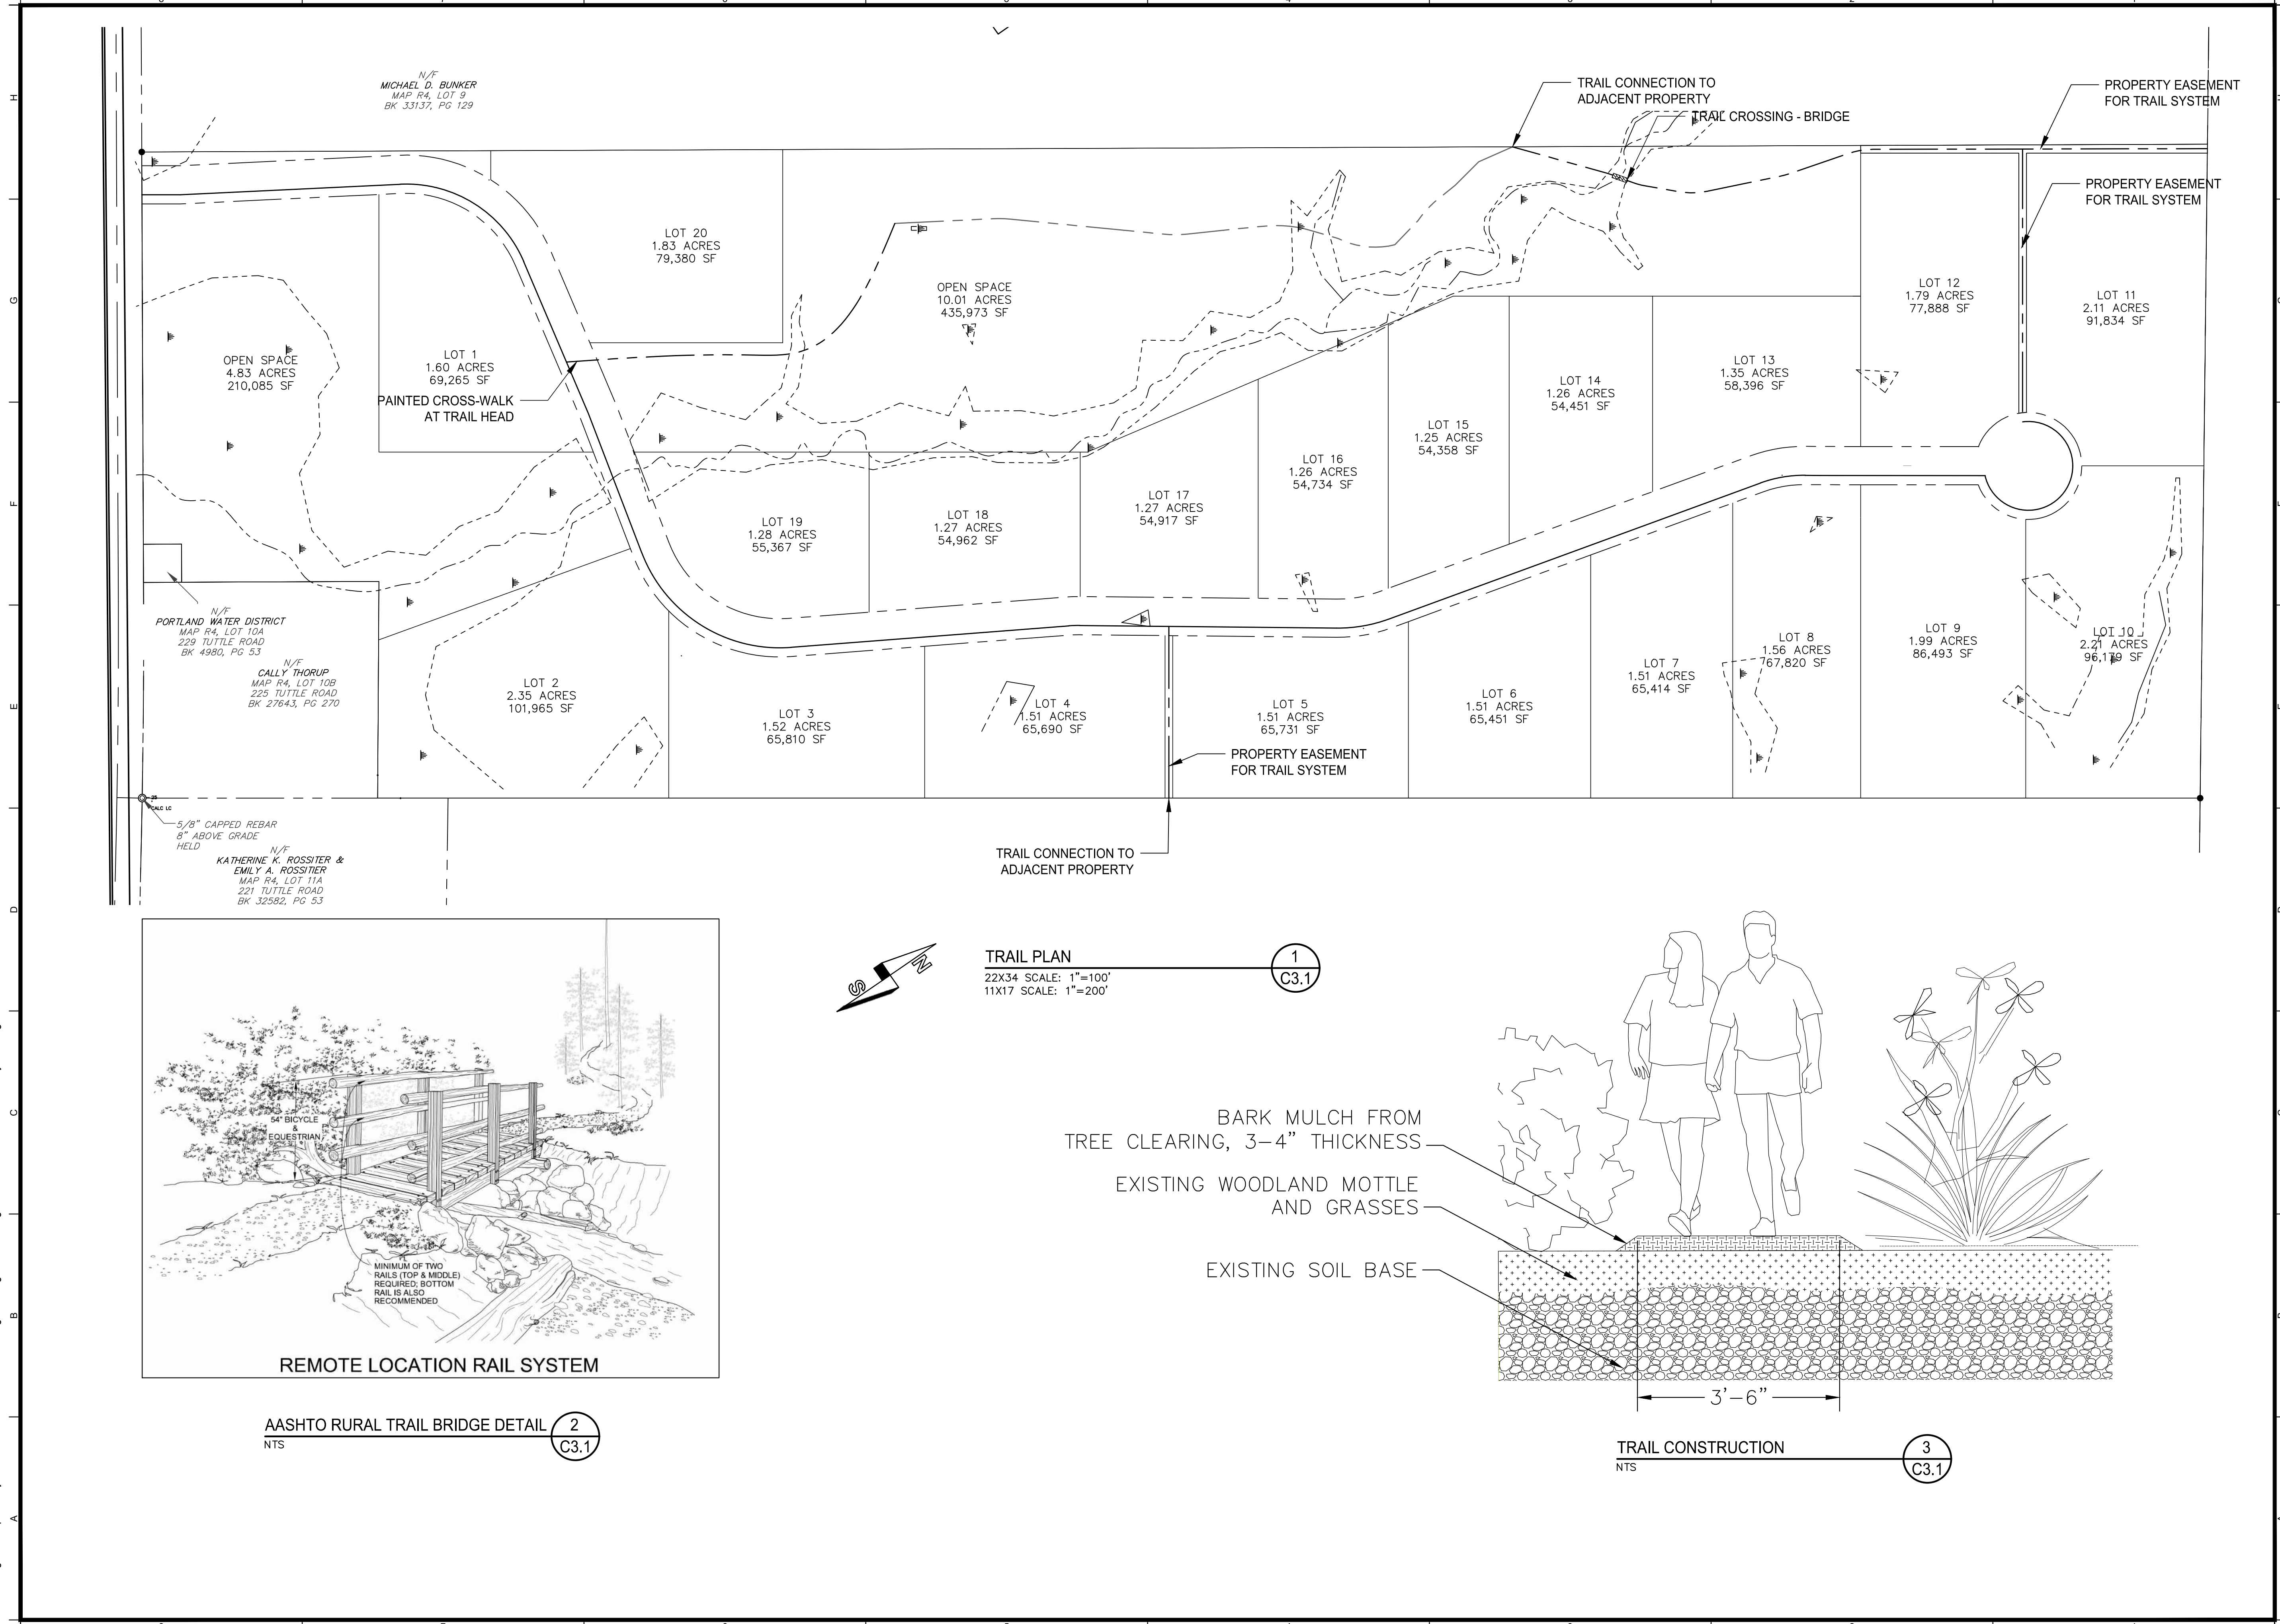 N/F
MICHAEL D. BUNKER
MAP R4, LOT 9
BK 33137, PG 129
TRAIL CONNECTION TO
ADJACENT PROPERTY
TRAIL CROSSING - BRIDGE
PROPERTY EASEMENT
FOR TRAIL SYSTEM
PROPERTY EASEMENT
FOR TRAIL SYSTEM
LOT 20
1.83 ACRES
79,380 SF
OPEN SPACE
10.01 ACRES
435,973 SF
LOT 12
1.79 ACRES
77,888 SF
LOT 11
2.11 ACRES
91,834 SF
OPEN SPACE
4.83 ACRES
210,085 SF
LOT 1
1.60 ACRES
69,265 SF
PAINTED CROSS-WALK
AT TRAIL HEAD
LOT 13
1.35 ACRES
58,396 SF
LOT 14
1.26 ACRES
54,451 SF
LOT 15
1.25 ACRES
54,358 SF
LOT 16
1.26 ACRES
54,734 SF
LOT 17
1.27 ACRES
54,917 SF
LOT 18
1.27 ACRES
54,962 SF
LOT 19
1.28 ACRES
55,367 SF
N/F
PORTLAND WATER DISTRICT
MAP R4, LOT 10A
229 TUTTLE ROAD
BK 4980, PG 53
N/F
CALLY THORUP
MAP R4, LOT 10B
225 TUTTLE ROAD
BK 27643, PG 270
LOT 2
2.35 ACRES
101,965 SF
LOT 3
1.52 ACRES
65,810 SF
LOT 4
1.51 ACRES
65,690 SF
LOT 5
1.51 ACRES
65,731 SF
LOT 6
1.51 ACRES
65,451 SF
LOT 7
1.51 ACRES
65,414 SF
LOT 8
1.56 ACRES
67,820 SF
LOT 9
1.99 ACRES
86,493 SF
LOT 10
2.21 ACRES
96,179 SF
PROPERTY EASEMENT
FOR TRAIL SYSTEM
25
CALC LC
5/8" CAPPED REBAR
8" ABOVE GRADE
HELD
N/F
KATHERINE K. ROSSITER &
EMILY A. ROSSITIER
MAP R4, LOT 11A
221 TUTTLE ROAD
BK 32582, PG 53
TRAIL CONNECTION TO
ADJACENT PROPERTY
S
N
TRAIL PLAN
22X34 SCALE: 1"=100'
11X17 SCALE: 1"=200'
1
C3.1
54" BICYCLE
&
EQUESTRIAN
MINIMUM OF TWO
RAILS (TOP & MIDDLE)
REQUIRED; BOTTOM
RAIL IS ALSO
RECOMMENDED
REMOTE LOCATION RAIL SYSTEM
AASHTO RURAL TRAIL BRIDGE DETAIL
NTS
2
C3.1
BARK MULCH FROM
TREE CLEARING, 3-4" THICKNESS
EXISTING WOODLAND MOTTLE
AND GRASSES
EXISTING SOIL BASE
3'-6"
TRAIL CONSTRUCTION
NTS
3
C3.1
H
G
F
E
D
C
B
A